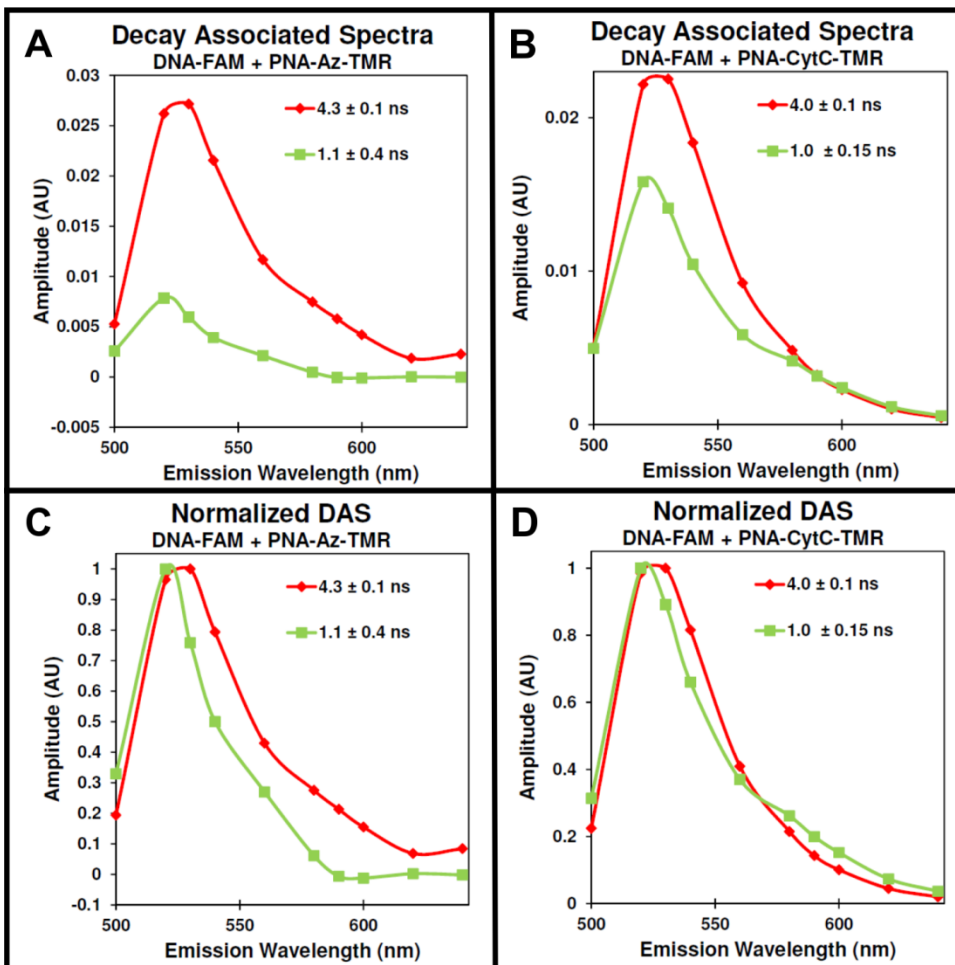 A
Decay Associated Spectra
DNA-FAM + PNA-Az-TMR
0.03
0.025
0.02
0.015
0.01
0.005
0
-0.005
Amplitude (AU)
4.3 ± 0.1 ns
1.1 ± 0.4 ns
500
550
600
Emission Wavelength (nm)
B
Decay Associated Spectra
DNA-FAM + PNA-CytC-TMR
0.02
0.01
0
Amplitude (AU)
4.0 ± 0.1 ns
1.0 ± 0.15 ns
500
550
600
Emission Wavelength (nm)
C
Normalized DAS
DNA-FAM + PNA-Az-TMR
1
0.9
0.8
0.7
0.6
0.5
0.4
0.3
0.2
0.1
0
-0.1
Amplitude (AU)
4.3 ± 0.1 ns
1.1 ± 0.4 ns
500
550
600
Emission Wavelength (nm)
D
Normalized DAS
DNA-FAM + PNA-CytC-TMR
1
0.8
0.6
0.4
0.2
0
Amplitude (AU)
4.0 ± 0.1 ns
1.0 ± 0.15 ns
500
550
600
Emission Wavelength (nm)